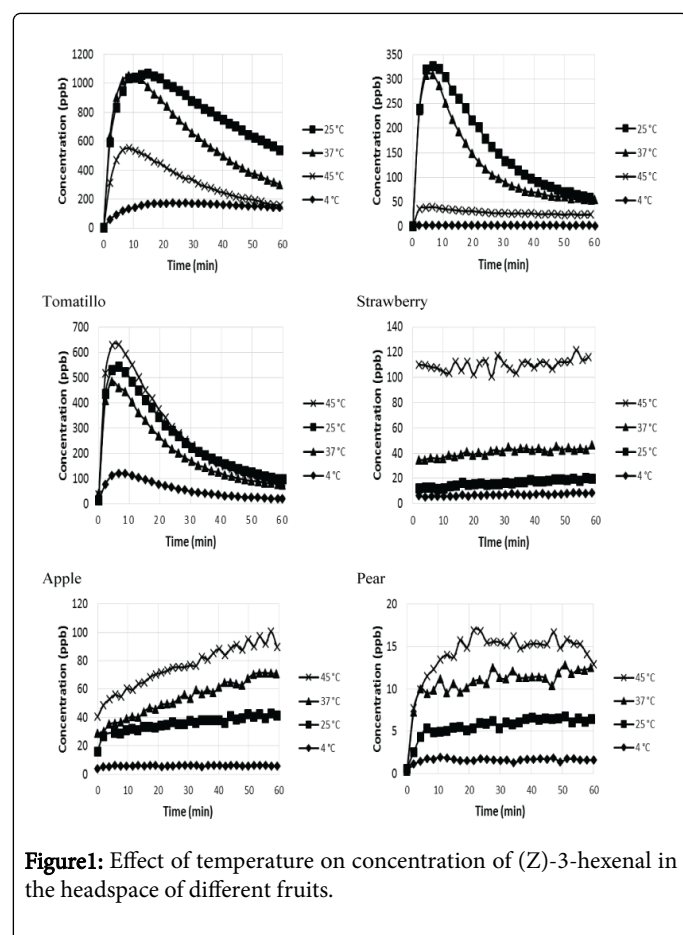 Concentration (ppb)
1200
1000
800
600
400
200
0
25°C
37°C
45°C
4°C
0 10 20 30 40 50 60
Time (min)
Concentration (ppb)
350
300
250
200
150
100
50
0
25°C
37°C
45°C
4°C
0 10 20 30 40 50 60
Time (min)
Tomatillo
Concentration (ppb)
700
600
500
400
300
200
100
0
45°C
25°C
37°C
4°C
0 10 20 30 40 50 60
Time (min)
Strawberry
Concentration (ppb)
140
120
100
80
60
40
20
0
45°C
37°C
25°C
4°C
0 10 20 30 40 50 60
TIme (min)
Apple
Concentration (ppb)
120
100
80
60
40
20
0
45°C
37°C
25°C
4°C
0 10 20 30 40 50 60
Time (min)
Pear
Concentration (ppb)
20
15
10
5
0
45°C
37°C
25°C
4°C
0 10 20 30 40 50 60
Time (min)
Figure1: Effect of temperature on concentration of (Z)-3-hexenal in
the headspace of different fruits.